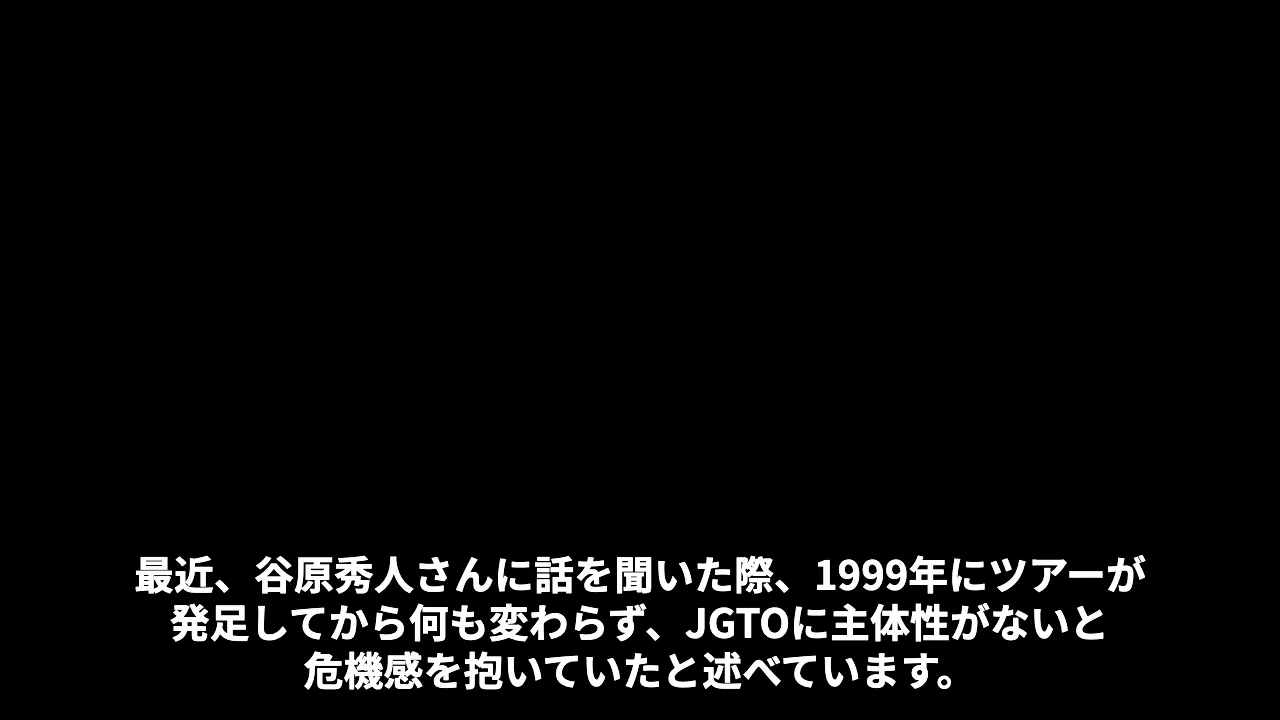 最近、谷原秀人さんに話を聞いた際、1999年にツアーが
発足してから何も変わらず、JGTOに主体性がないと
危機感を抱いていたと述べています。